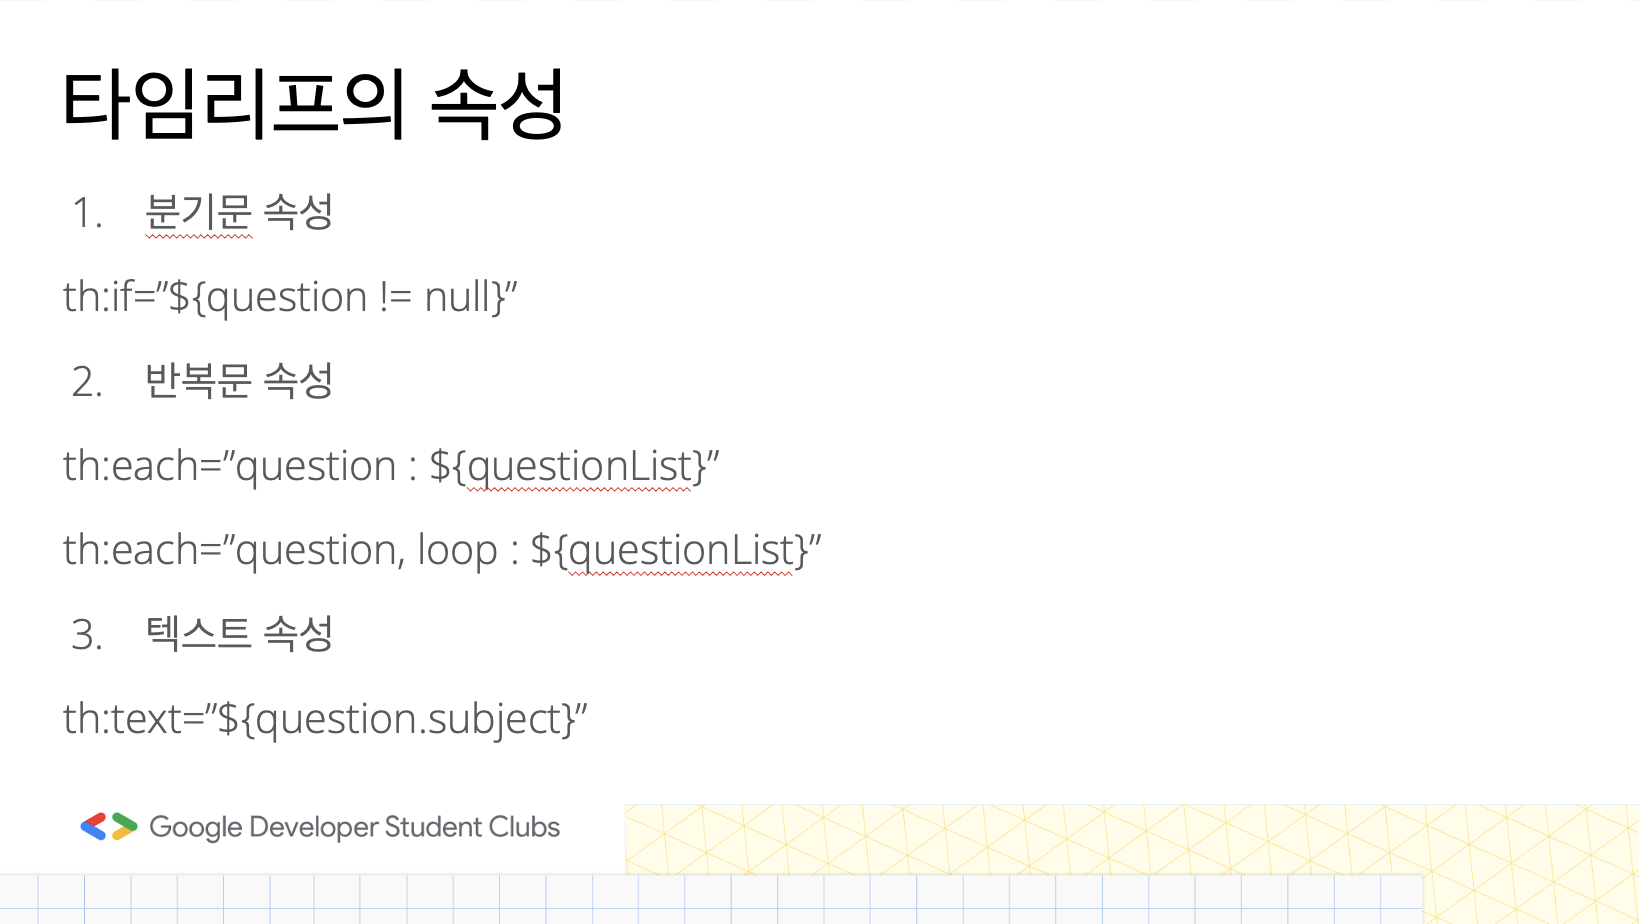 타임리프의 속성
1. 분기문 속성
th:if=”${question != null}”
2. 반복문 속성
th:each=”question : ${questionList}”
th:each=”question, loop : ${questionList}”
3. 텍스트 속성
th:text=”${question.subject}”
Google Developer Student Clubs